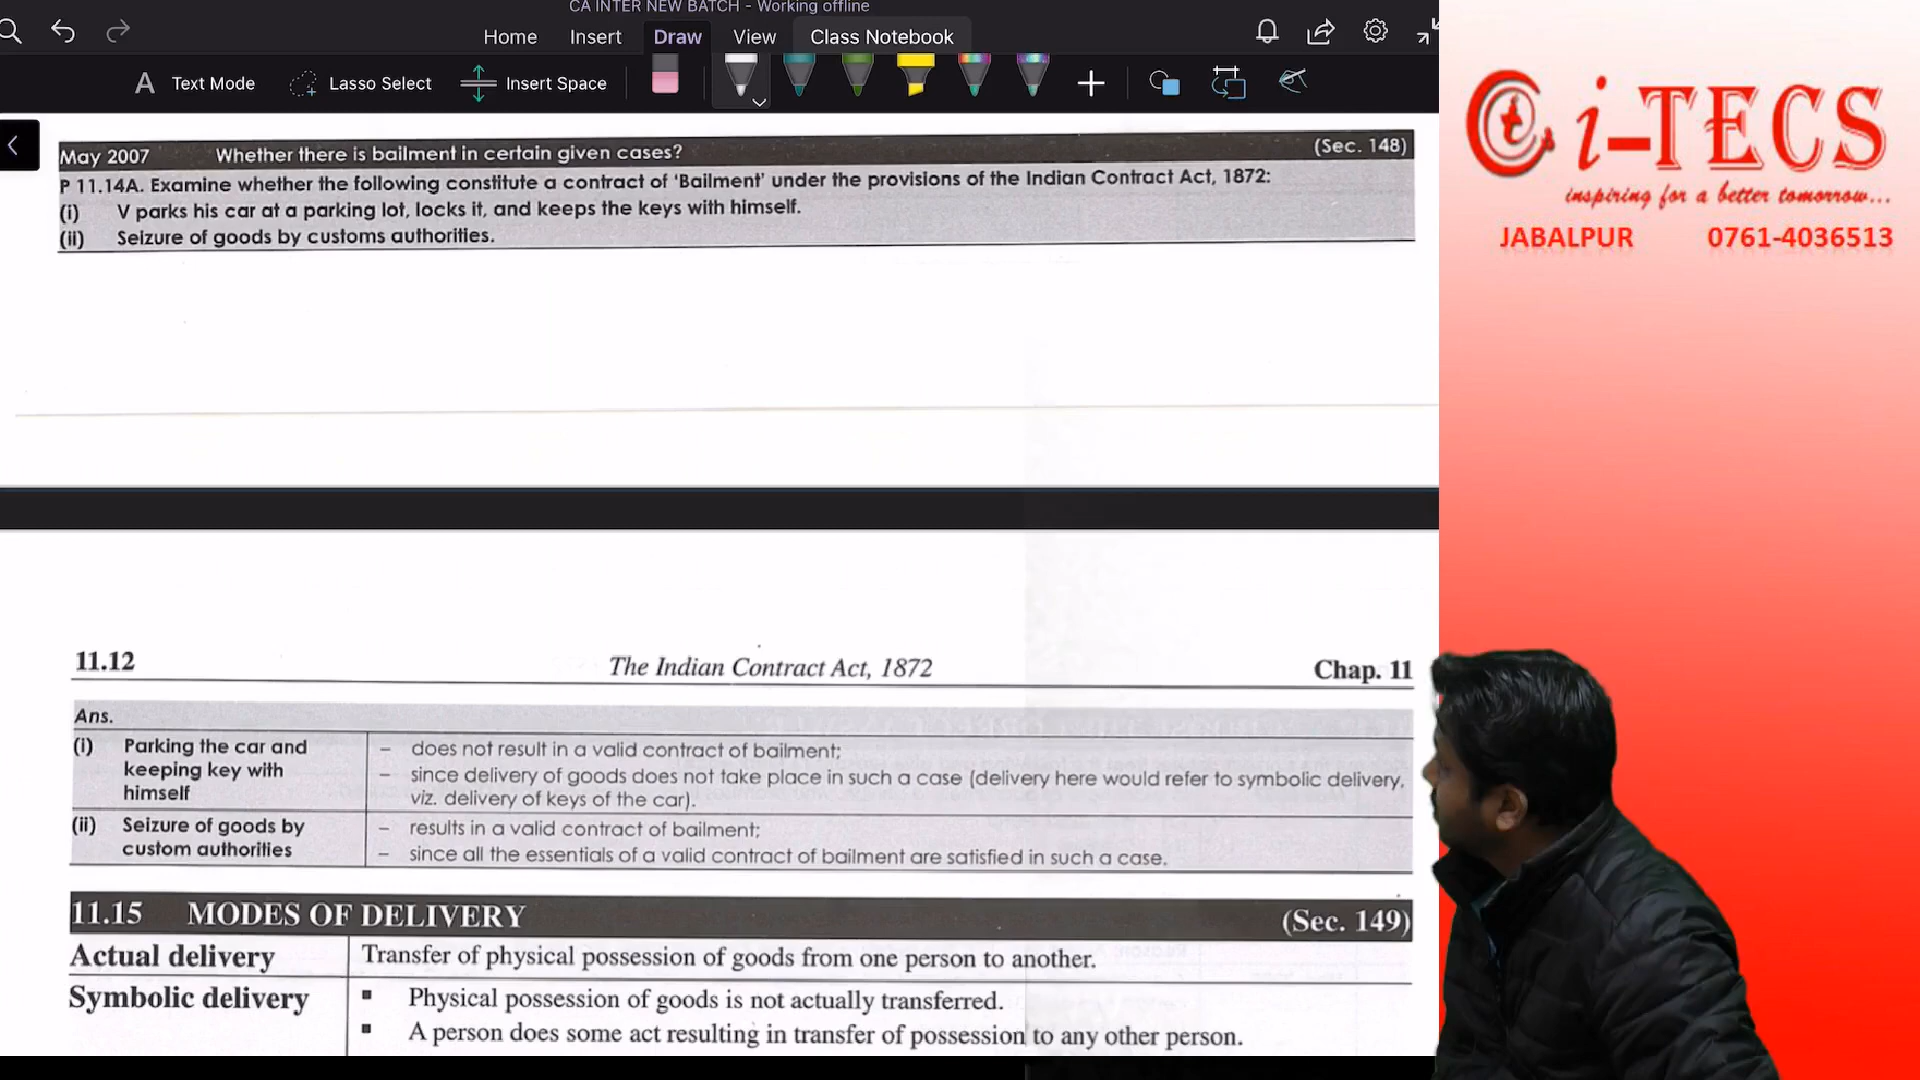 CA INTER NEW BATCH - Working offline
Home Insert Draw View Class Notebook
Text Mode Lasso Select Insert Space
May 2007 Whether there is bailment in certain given cases? (Sec. 148)
P 11.14A. Examine whether the following constitute a contract of 'Bailment' under the provisions of the Indian Contract Act, 1872:
(i) V parks his car at a parking lot, locks it, and keeps the keys with himself.
(ii) Seizure of goods by customs authorities.
11.12 The Indian Contract Act, 1872 Chap. 11
Ans.
(i) Parking the car and keeping key with himself
– does not result in a valid contract of bailment;
– since delivery of goods does not take place in such a case (delivery here would refer to symbolic delivery,
viz. delivery of keys of the car).
(ii) Seizure of goods by custom authorities
– results in a valid contract of bailment;
– since all the essentials of a valid contract of bailment are satisfied in such a case.
11.15 MODES OF DELIVERY (Sec. 149)
Actual delivery Transfer of physical possession of goods from one person to another.
Symbolic delivery ▪ Physical possession of goods is not actually transferred.
▪ A person does some act resulting in transfer of possession to any other person.
i-TECS
inspiring for a better tomorrow...
JABALPUR 0761-4036513